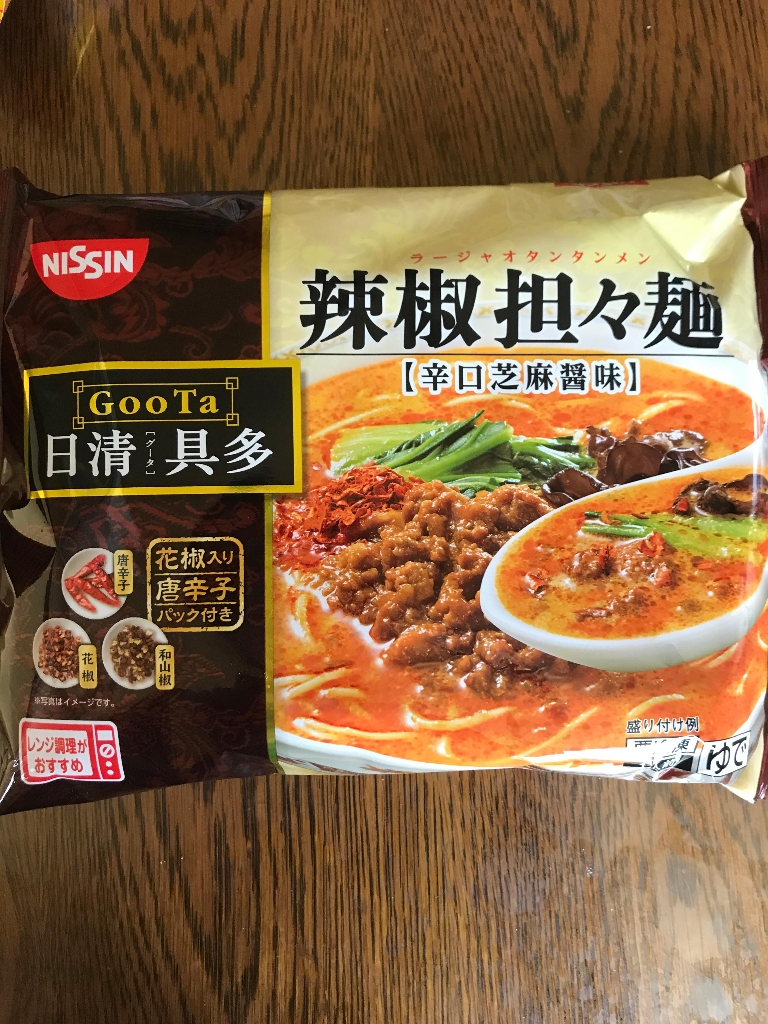 NISSIN
ラージャオタンタンメン
辣椒担々麺
【辛口芝麻醤味】
GooTa
日清具多
[グータ]
花椒入り
唐辛子
パック付き
唐辛子
花椒
和山椒
※写真はイメージです。
レンジ調理が
おすすめ
盛り付け例
ゆで